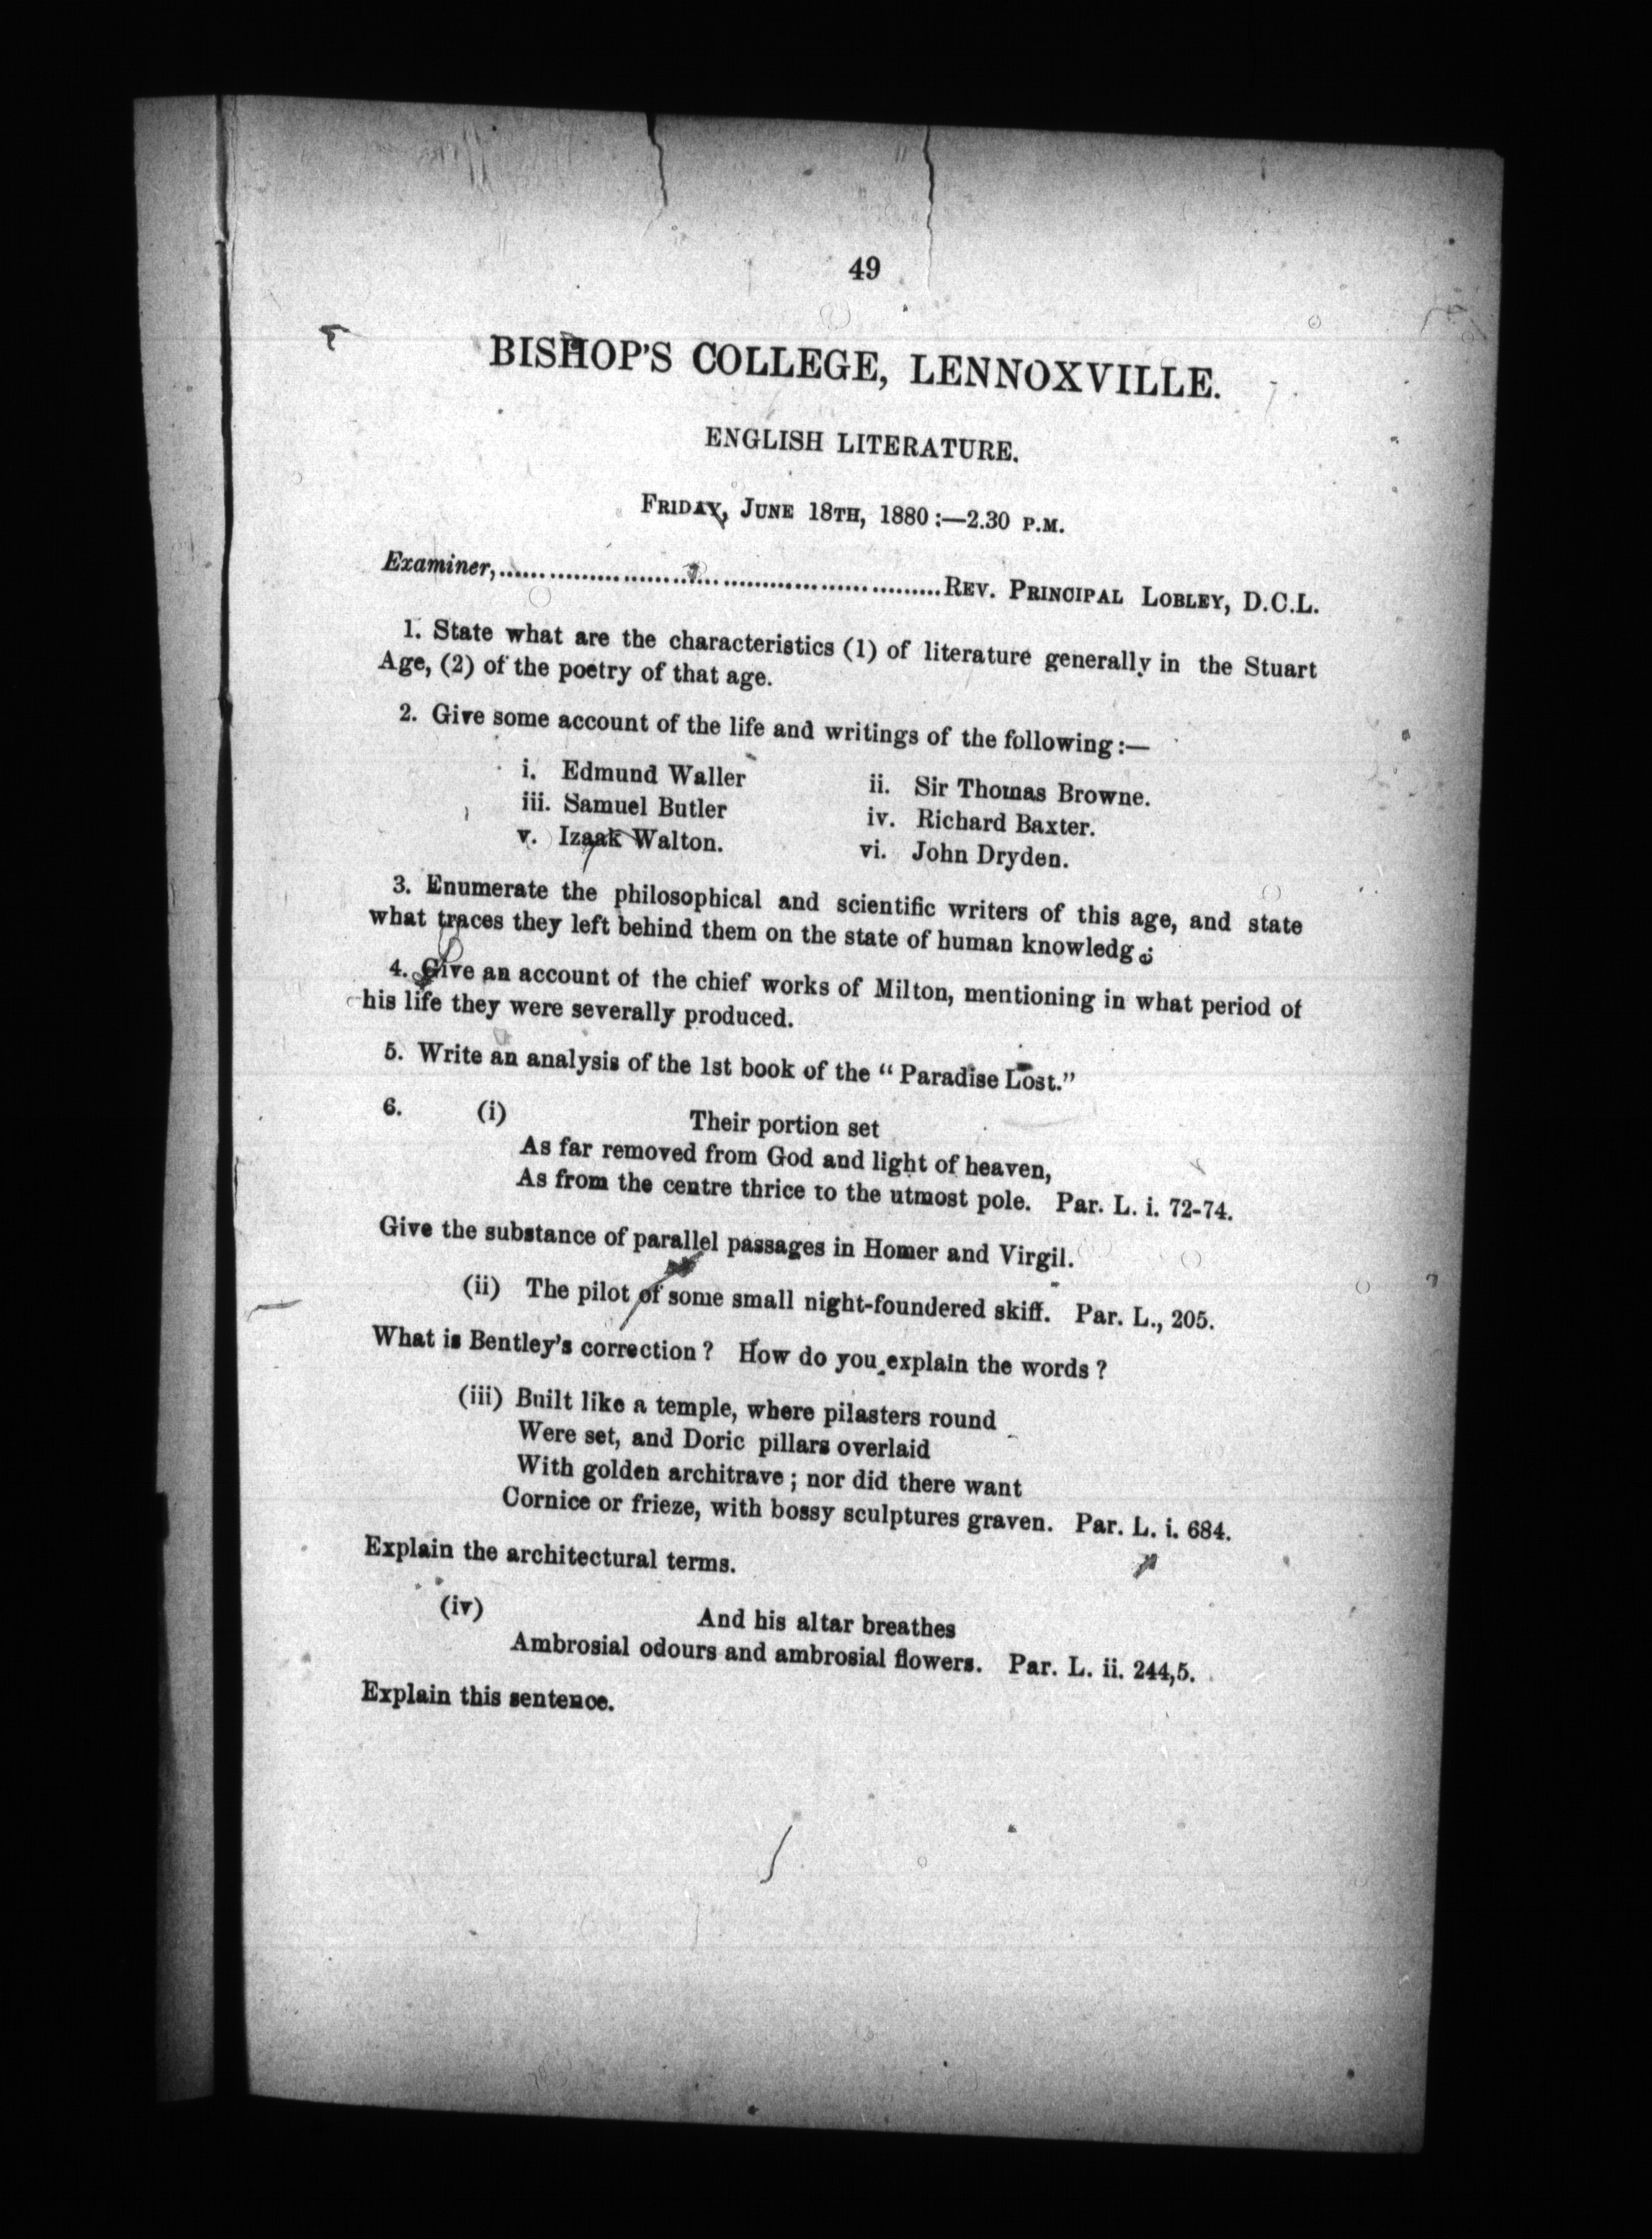 49
BISHOP'S COLLEGE, LENNOXVILLE.
ENGLISH LITERATURE.
FRIDAY, JUNE 18TH, 1880:—2.30 P.M.
Examiner,..........................................................REV. PRINCIPAL LOBLEY, D.C.L.
1. State what are the characteristics (1) of literature generally in the Stuart
Age, (2) of the poetry of that age.
2. Give some account of the life and writings of the following:—
i. Edmund Waller ii. Sir Thomas Browne.
iii. Samuel Butler iv. Richard Baxter.
v. Izaak Walton. vi. John Dryden.
3. Enumerate the philosophical and scientific writers of this age, and state
what traces they left behind them on the state of human knowledge
4. Give an account of the chief works of Milton, mentioning in what period of
his life they were severally produced.
5. Write an analysis of the 1st book of the “Paradise Lost.”
6. (i) Their portion set
As far removed from God and light of heaven,
As from the centre thrice to the utmost pole. Par. L. i. 72-74.
Give the substance of parallel passages in Homer and Virgil.
(ii) The pilot of some small night-foundered skiff. Par. L., 205.
What is Bentley's correction? How do you explain the words?
(iii) Built like a temple, where pilasters round
Were set, and Doric pillars overlaid
With golden architrave; nor did there want
Cornice or frieze, with bossy sculptures graven. Par. L. i. 684.
Explain the architectural terms.
(iv) And his altar breathes
Ambrosial odours and ambrosial flowers. Par. L. ii. 244,5.
Explain this sentence.